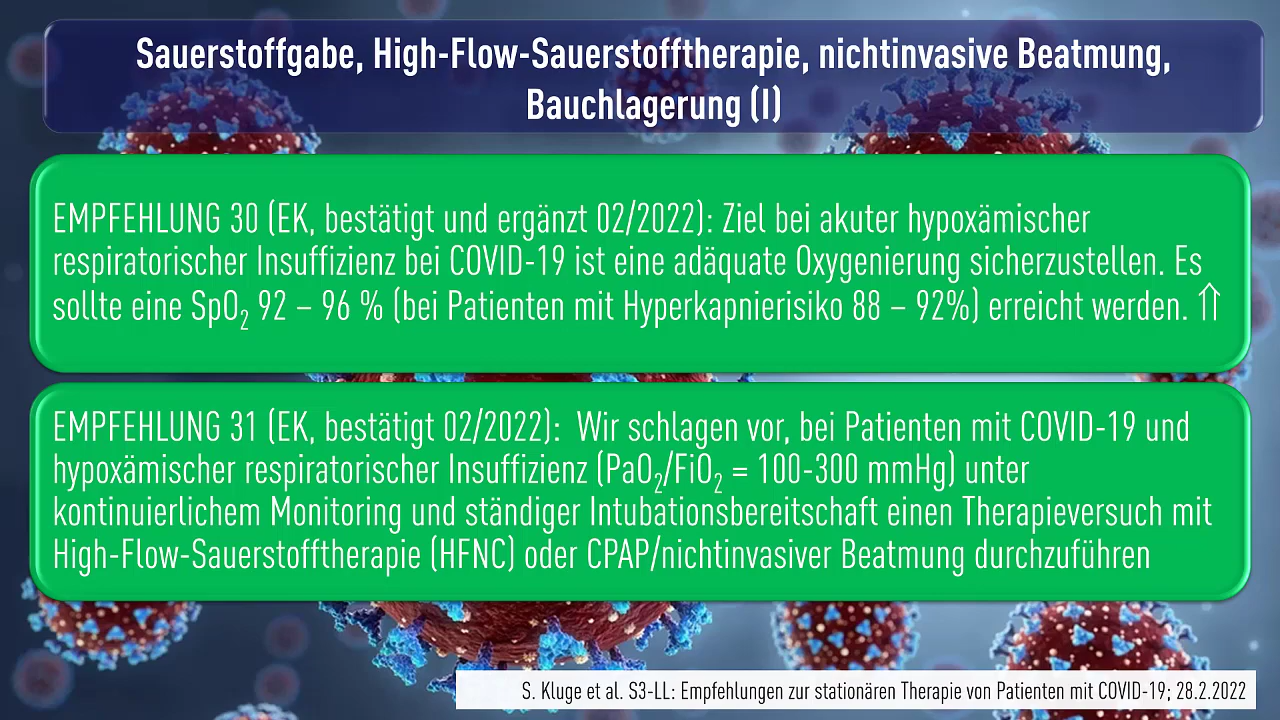 Sauerstoffgabe, High-Flow-Sauerstofftherapie, nichtinvasive Beatmung,
Bauchlagerung (I)
EMPFEHLUNG 30 (EK, bestätigt und ergänzt 02/2022): Ziel bei akuter hypoxämischer
respiratorischer Insuffizienz bei COVID-19 ist eine adäquate Oxygenierung sicherzustellen. Es
sollte eine SpO₂ 92 – 96 % (bei Patienten mit Hyperkapnierisiko 88 – 92%) erreicht werden. ⇑
EMPFEHLUNG 31 (EK, bestätigt 02/2022): Wir schlagen vor, bei Patienten mit COVID-19 und
hypoxämischer respiratorischer Insuffizienz (PaO₂/FiO₂ = 100-300 mmHg) unter
kontinuierlichem Monitoring und ständiger Intubationsbereitschaft einen Therapieversuch mit
High-Flow-Sauerstofftherapie (HFNC) oder CPAP/nichtinvasiver Beatmung durchzuführen
S. Kluge et al. S3-LL: Empfehlungen zur stationären Therapie von Patienten mit COVID-19; 28.2.2022